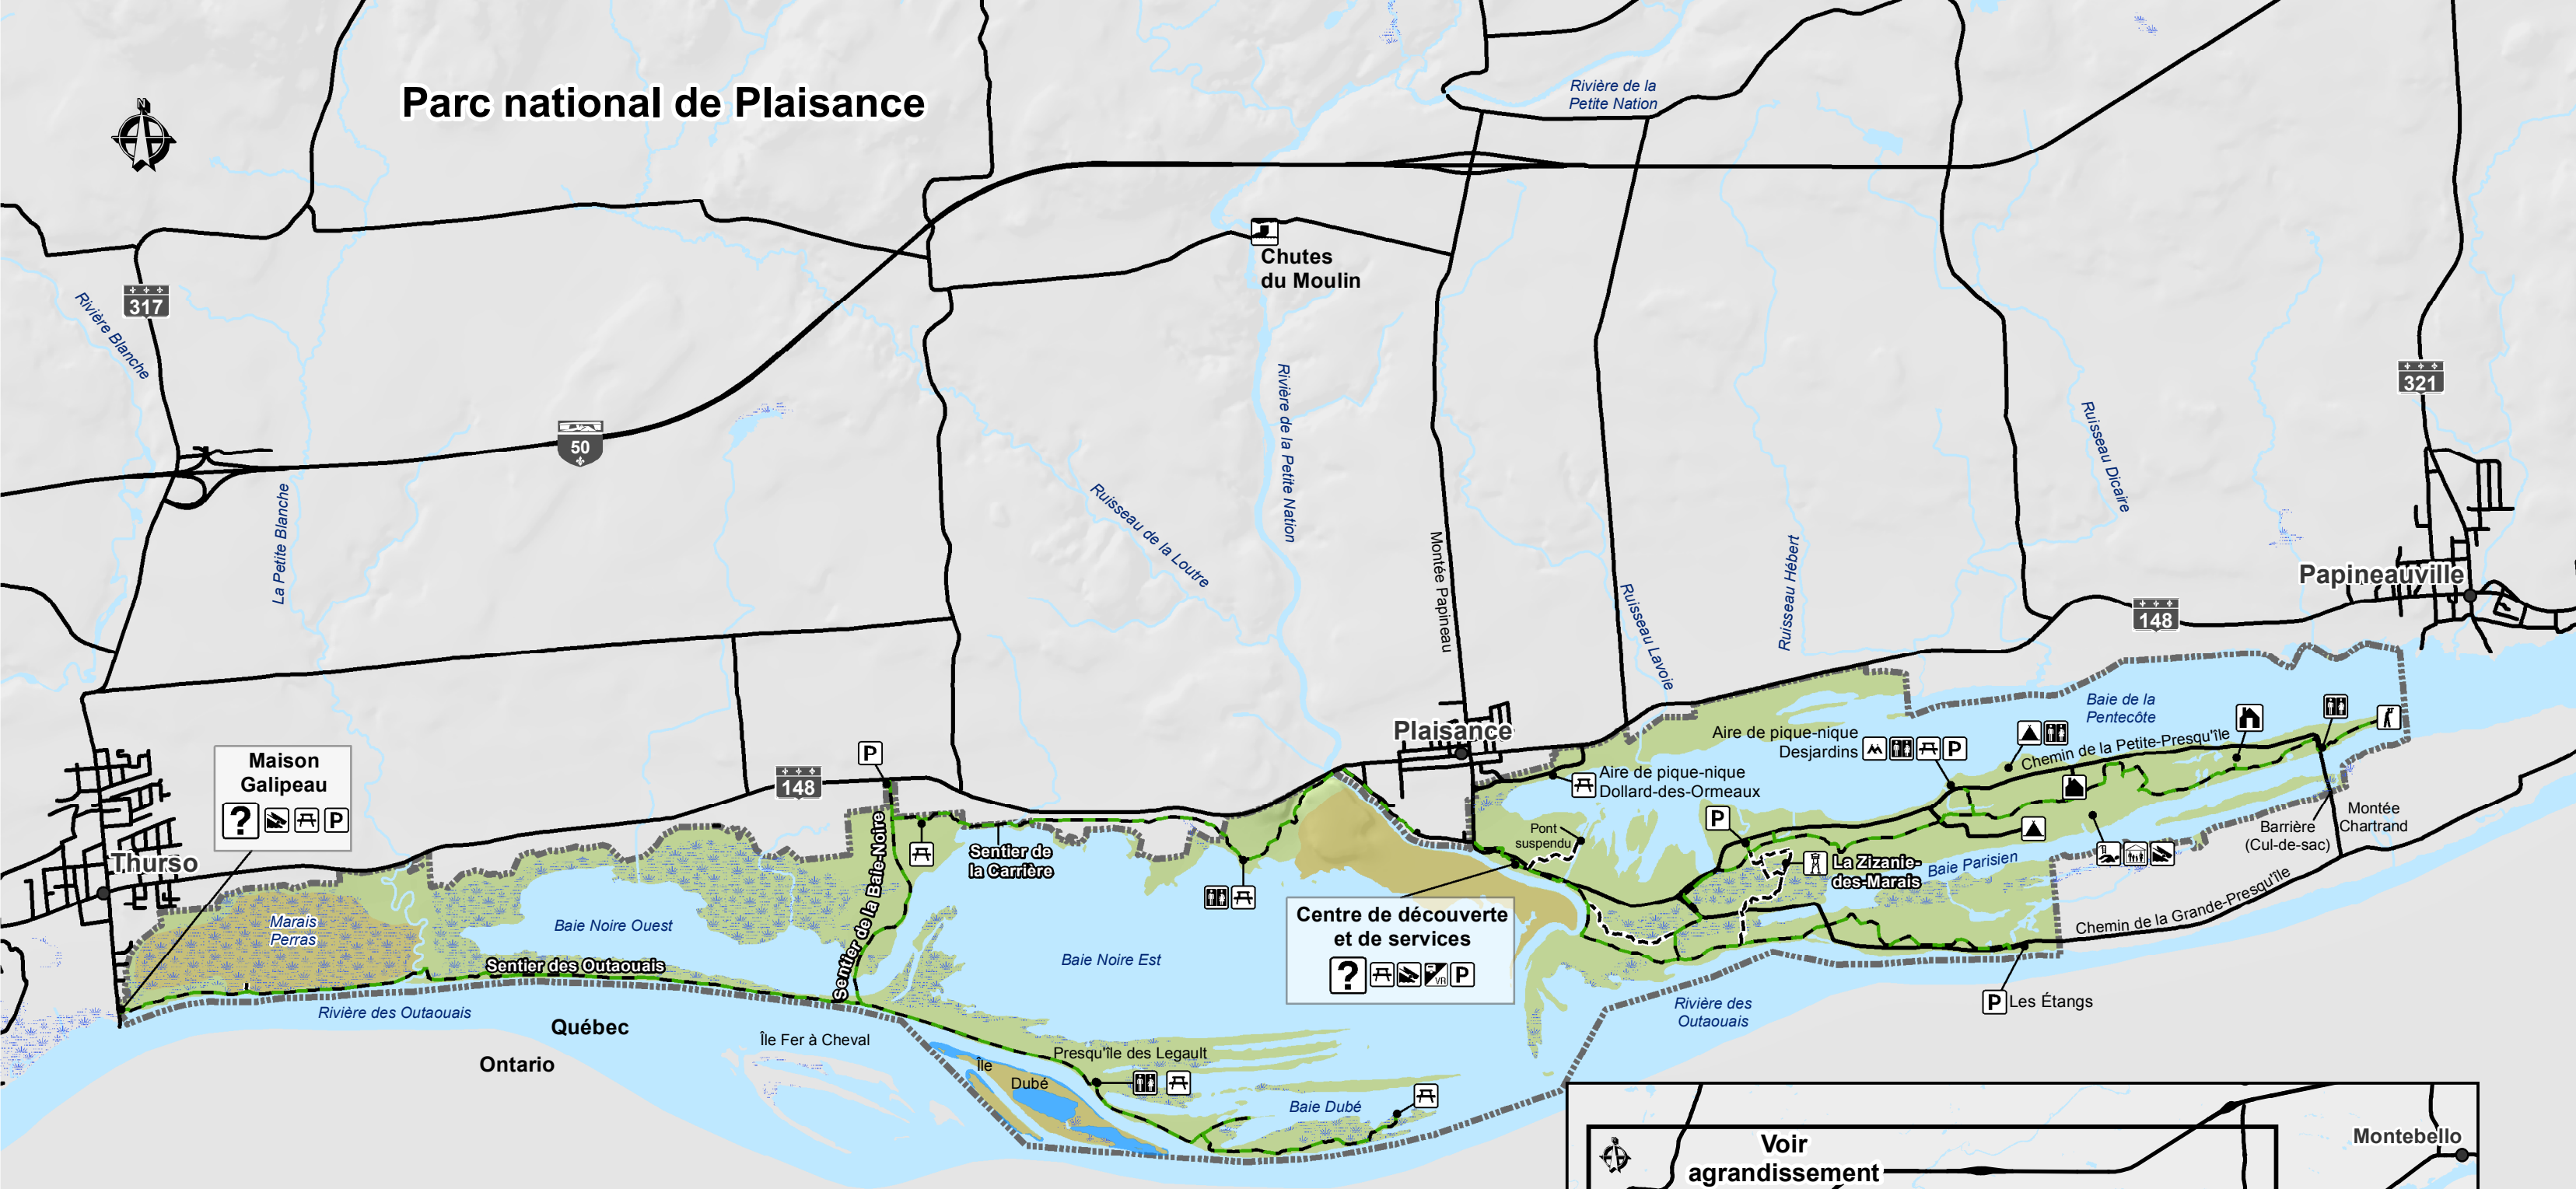 Parc national de Plaisance
N
Rivière de la
Petite Nation
Chutes
du Moulin
317
Rivière Blanche
50
La Petite Blanche
Rivière de la Petite Nation
Ruisseau de la Loutre
Montée Papineau
Ruisseau Lavoie
Ruisseau Hébert
Ruisseau Dicaire
321
Papineauville
148
Plaisance
Baie de la
Pentecôte
Aire de pique-nique
Desjardins
P
Chemin de la Petite-Presqu'île
Aire de pique-nique
Dollard-des-Ormeaux
Maison
Galipeau
? P
P
148
Thurso
Sentier de la Baie-Noire
Sentier de
la Carrière
Pont
suspendu
P
La Zizanie-
des-Marais
Baie Parisien
Barrière
(Cul-de-sac)
Montée
Chartrand
Chemin de la Grande-Presqu'île
Marais
Perras
Baie Noire Ouest
Sentier des Outaouais
Baie Noire Est
Centre de découverte
et de services
? VR P
Rivière des Outaouais
Québec
Ontario
Île Fer à Cheval
Île
Dubé
Presqu'île des Legault
Baie Dubé
Rivière des
Outaouais
P Les Étangs
Voir
agrandissement
Montebello